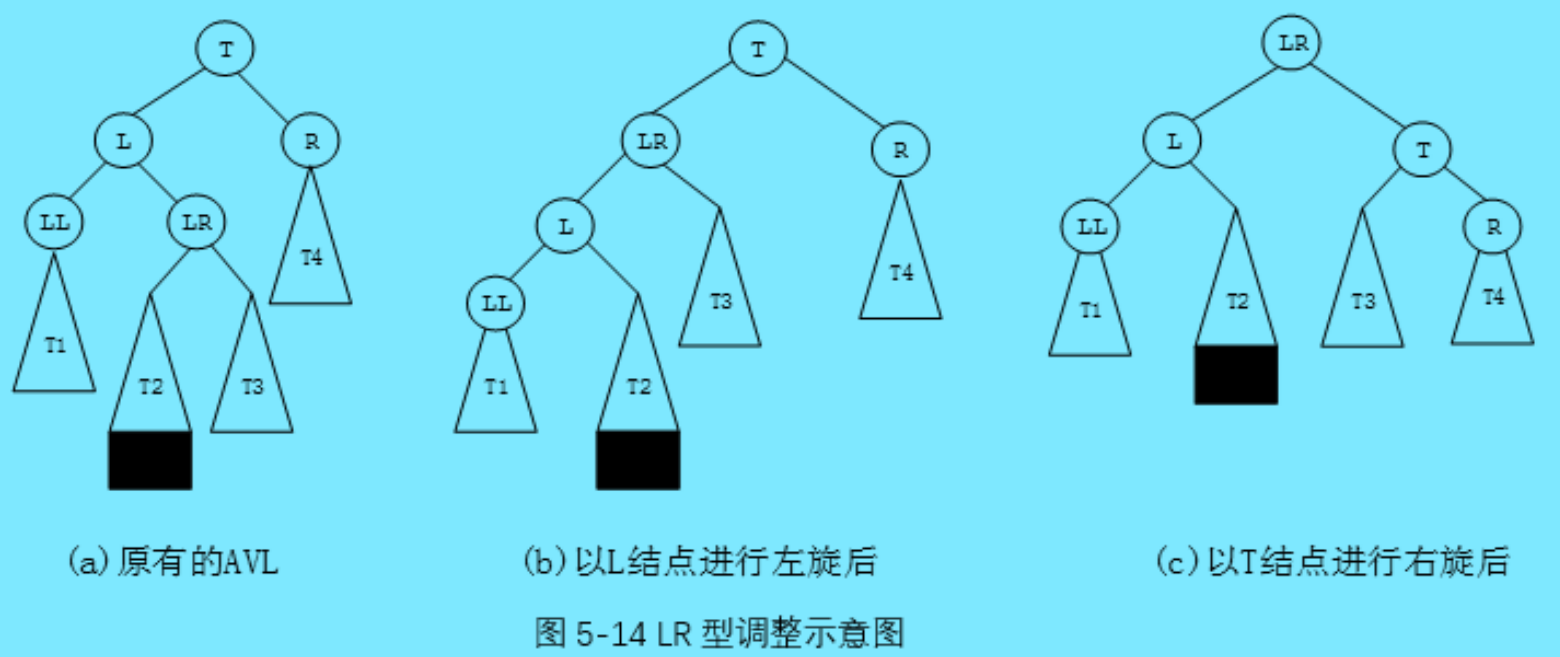 T T LR
L R LR R L T
LL LR L LL R
T4 T3 T4 T1 T2 T3 T4
LL
T1 T2 T3 T1 T2
(a)原有的AVL (b)以L结点进行左旋后 (c)以T结点进行右旋后
图 5-14 LR 型调整示意图